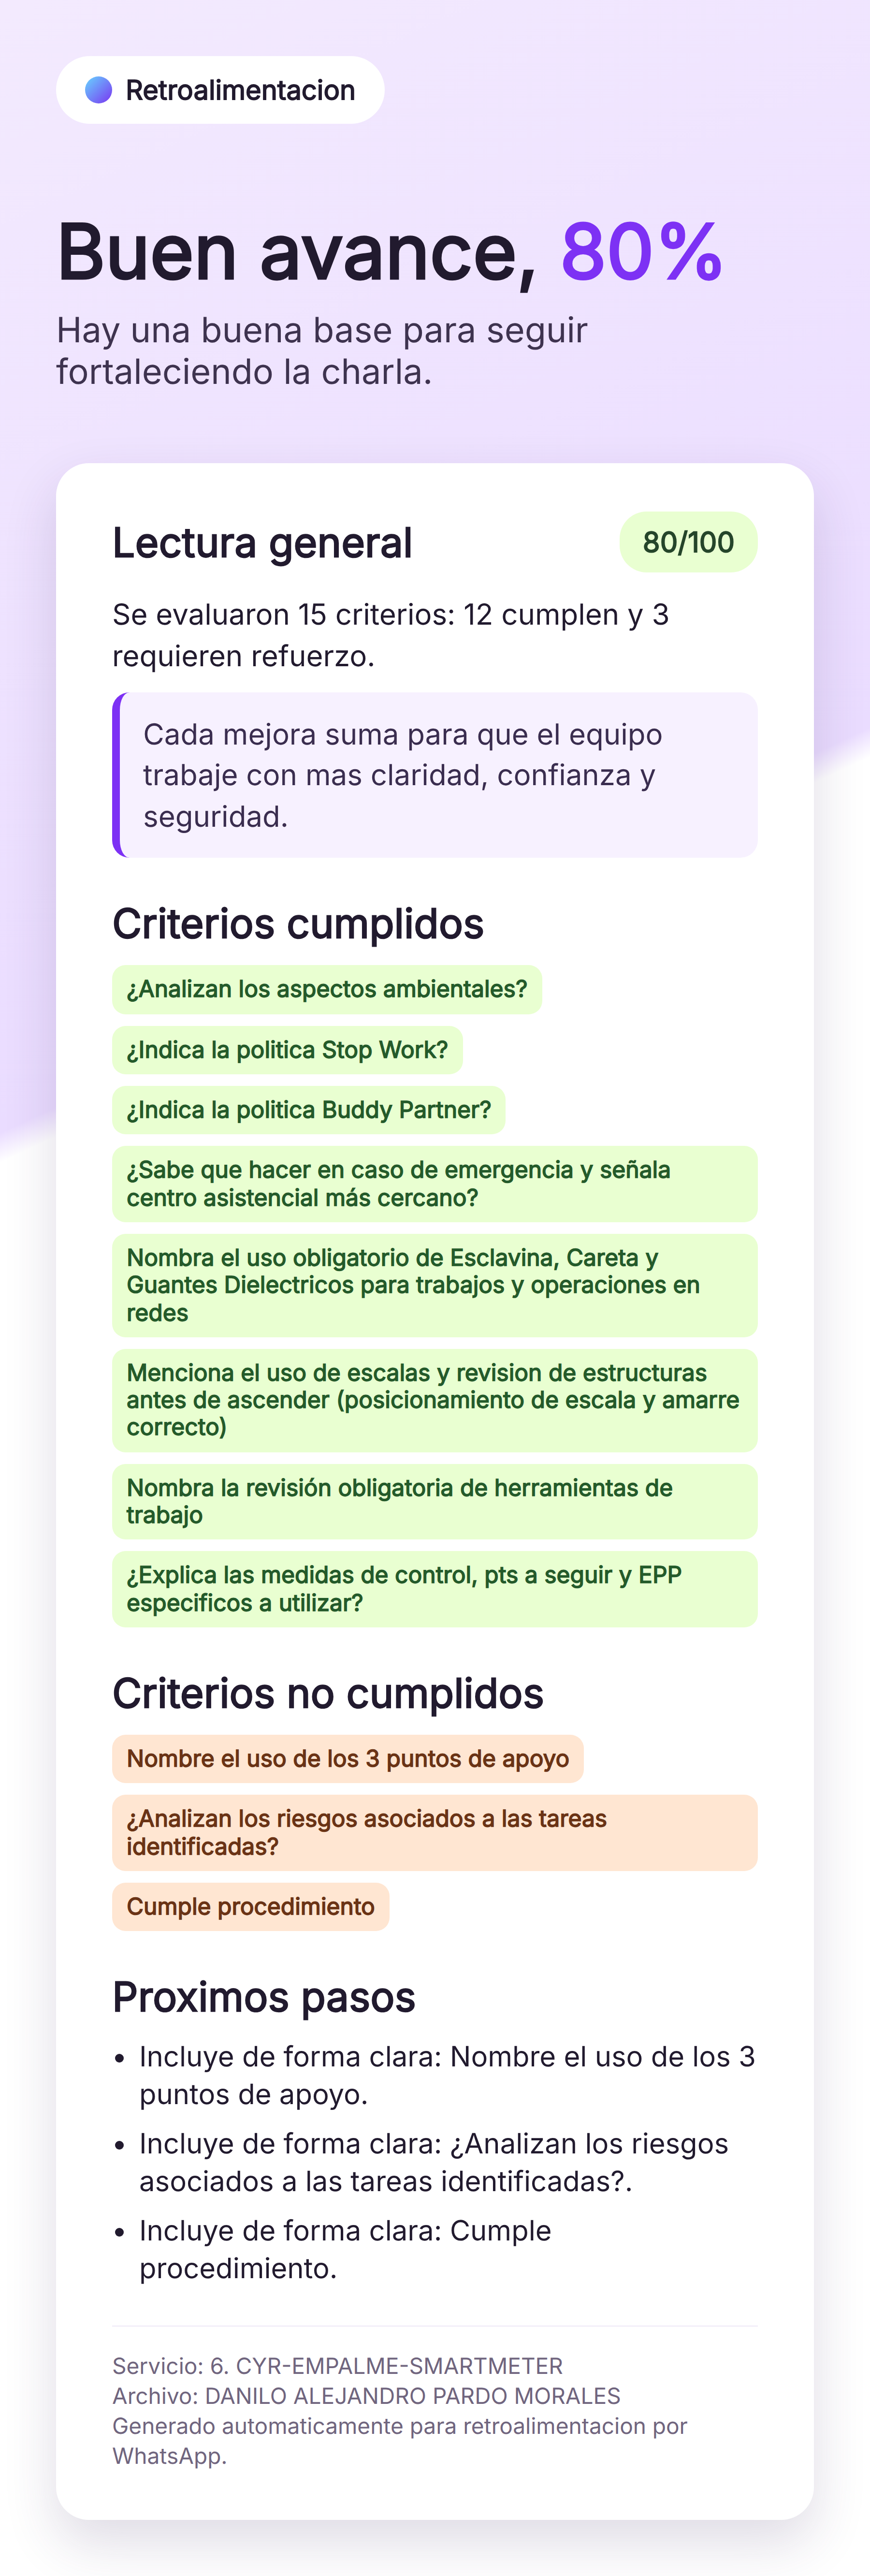 Retroalimentacion
Buen avance, 80%
Hay una buena base para seguir
fortaleciendo la charla.
Lectura general
80/100
Se evaluaron 15 criterios: 12 cumplen y 3
requieren refuerzo.
Cada mejora suma para que el equipo
trabaje con mas claridad, confianza y
seguridad.
Criterios cumplidos
¿Analizan los aspectos ambientales?
¿Indica la politica Stop Work?
¿Indica la politica Buddy Partner?
¿Sabe que hacer en caso de emergencia y señala
centro asistencial más cercano?
Nombra el uso obligatorio de Esclavina, Careta y
Guantes Dielectricos para trabajos y operaciones en
redes
Menciona el uso de escalas y revision de estructuras
antes de ascender (posicionamiento de escala y amarre
correcto)
Nombra la revisión obligatoria de herramientas de
trabajo
¿Explica las medidas de control, pts a seguir y EPP
especificos a utilizar?
Criterios no cumplidos
Nombre el uso de los 3 puntos de apoyo
¿Analizan los riesgos asociados a las tareas
identificadas?
Cumple procedimiento
Proximos pasos
• Incluye de forma clara: Nombre el uso de los 3
puntos de apoyo.
• Incluye de forma clara: ¿Analizan los riesgos
asociados a las tareas identificadas?.
• Incluye de forma clara: Cumple
procedimiento.
Servicio: 6. CYR-EMPALME-SMARTMETER
Archivo: DANILO ALEJANDRO PARDO MORALES
Generado automaticamente para retroalimentacion por
WhatsApp.